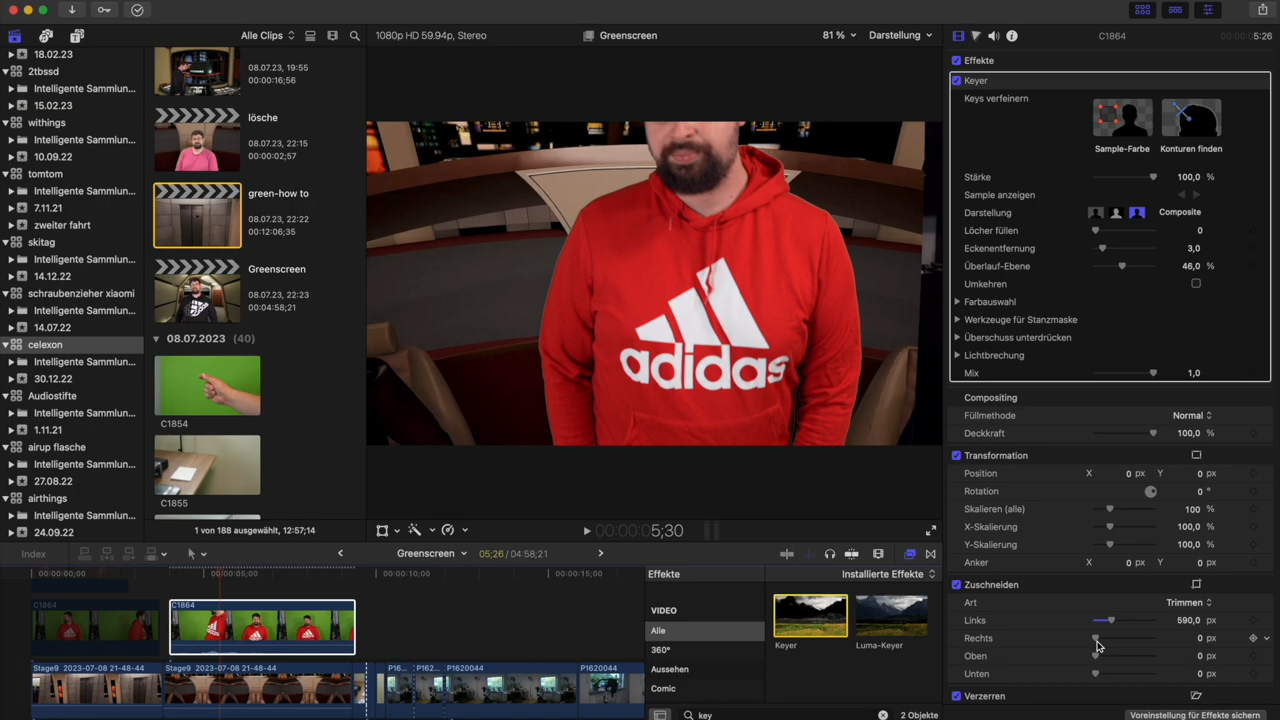 Alle Clips
1080p HD 59.94p, Stereo
Greenscreen
81 %
Darstellung
C1864
5:26
18.02.23
2tbssd
Intelligente Sammlun...
15.02.23
withings
Intelligente Sammlun...
10.09.22
tomtom
Intelligente Sammlun...
7.11.21
zweiter fahrt
skitag
Intelligente Sammlun...
14.12.22
schraubenzieher xiaomi
Intelligente Sammlun...
14.07.22
celexon
Intelligente Sammlun...
30.12.22
Audiostifte
Intelligente Sammlun...
1.11.21
airup flasche
Intelligente Sammlun...
27.08.22
airthings
Intelligente Sammlun...
24.09.22
08.07.23, 19:55
00:00:16;56
lösche
08.07.23, 22:15
00:00:02;57
green-how to
08.07.23, 22:22
00:12:06;35
Greenscreen
08.07.23, 22:23
00:04:58;21
08.07.2023 (40)
C1854
C1855
1 von 188 ausgewählt, 12:57;14
adidas
00:00:05;30
Effekte
Keyer
Keys verfeinern
Sample-Farbe
Konturen finden
Stärke 100,0 %
Sample anzeigen
Darstellung Composite
Löcher füllen 0
Eckenentfernung 3,0
Überlauf-Ebene 46,0 %
Umkehren
Farbauswahl
Werkzeuge für Stanzmaske
Überschuss unterdrücken
Lichtbrechung
Mix 1,0
Compositing
Füllmethode Normal
Deckkraft 100,0 %
Transformation
Position X 0 px Y 0 px
Rotation 0 °
Skalieren (alle) 100 %
X-Skalierung 100,0 %
Y-Skalierung 100,0 %
Anker X 0 px Y 0 px
Zuschneiden
Art Trimmen
Links 590,0 px
Rechts 0 px
Oben 0 px
Unten 0 px
Verzerren
Voreinstellung für Effekte sichern
Index
Greenscreen
05;26 / 04:58;21
00:00:00;00
00:00:05;00
00:00:10;00
00:00:15;00
C1864
C1864
Stage9 2023-07-08 21-48-44
Stage9 2023-07-08 21-48-44
P16...
P162...
P1620044
P1620044
Effekte
Installierte Effekte
VIDEO
Alle
360°
Aussehen
Comic
Keyer
Luma-Keyer
key
2 Objekte